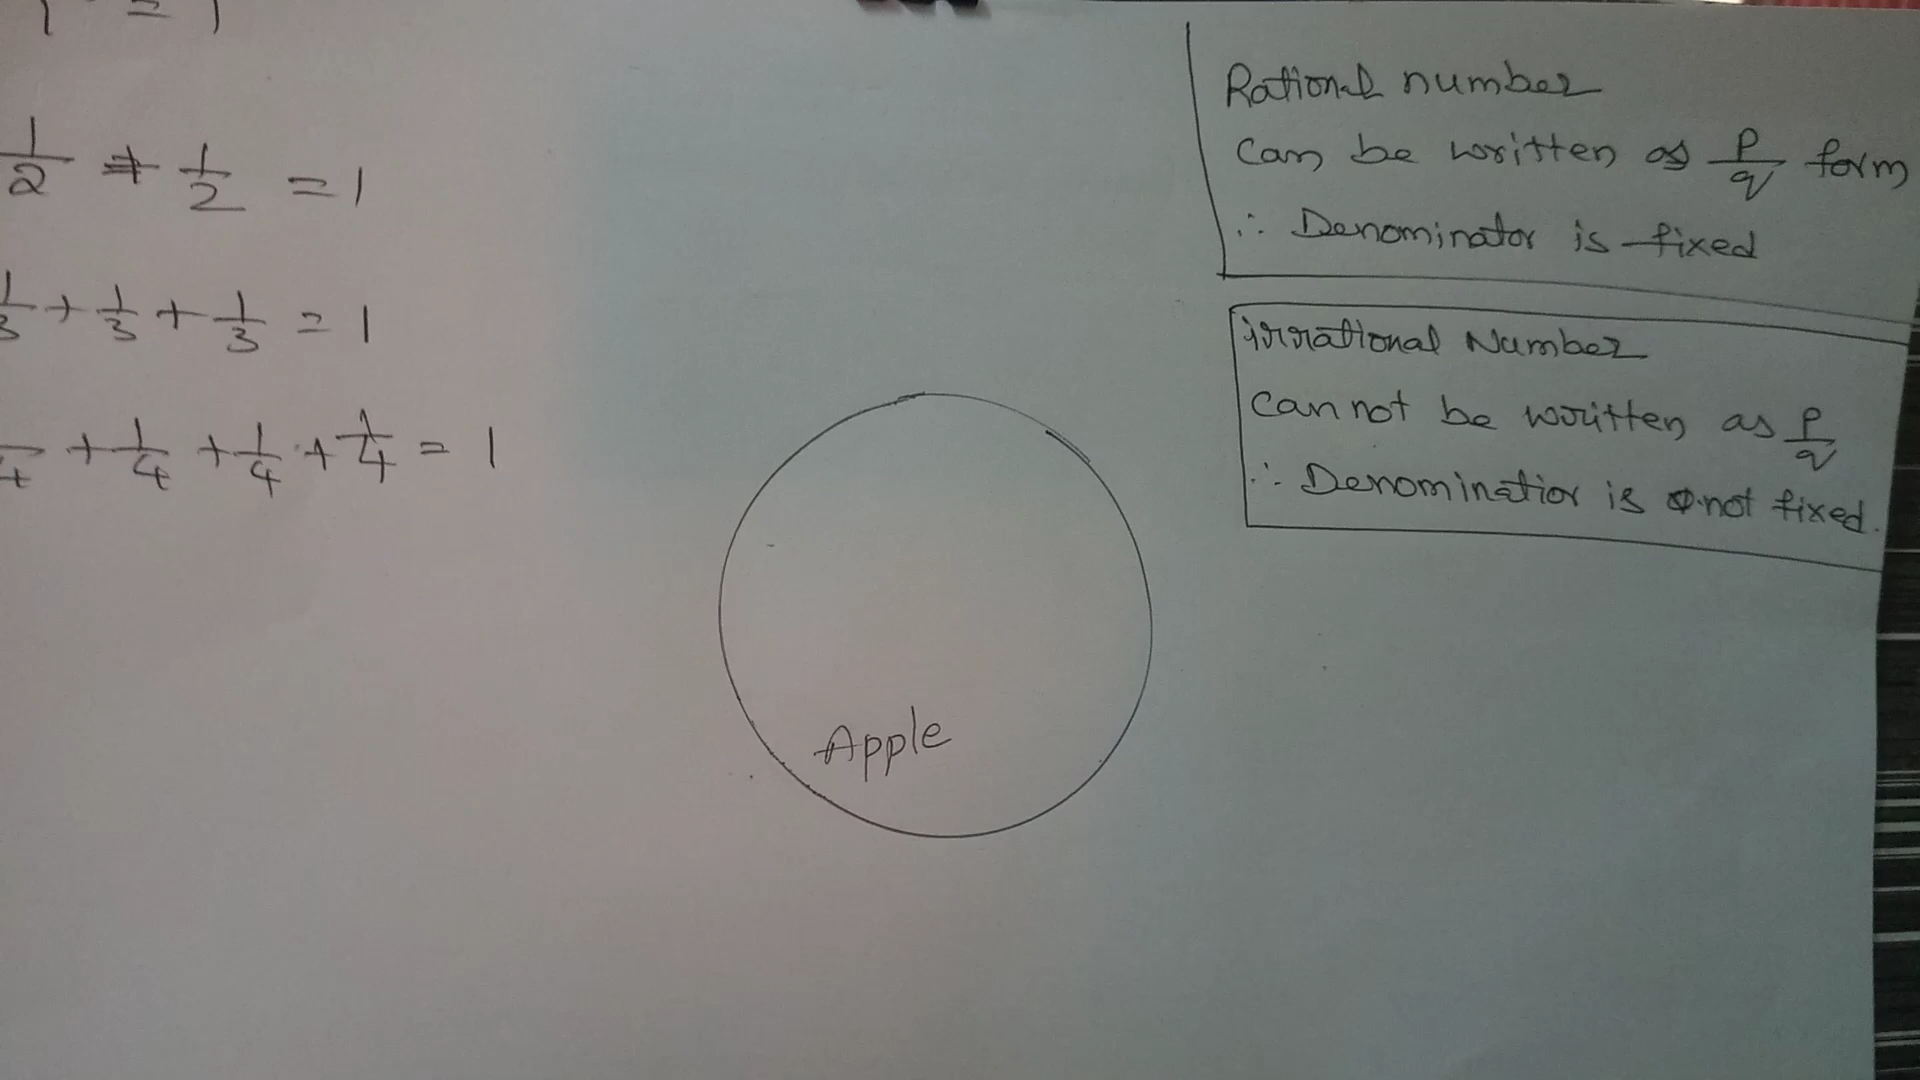 1 = 1
1/2 + 1/2 = 1
1/3 + 1/3 + 1/3 = 1
/4 + 1/4 + 1/4 + 1/4 = 1
Apple
Rational number
Can be written as P/q form
∴ Denominator is fixed
irrational Number
Can not be written as P/q
∴ Denominatior is not fixed.